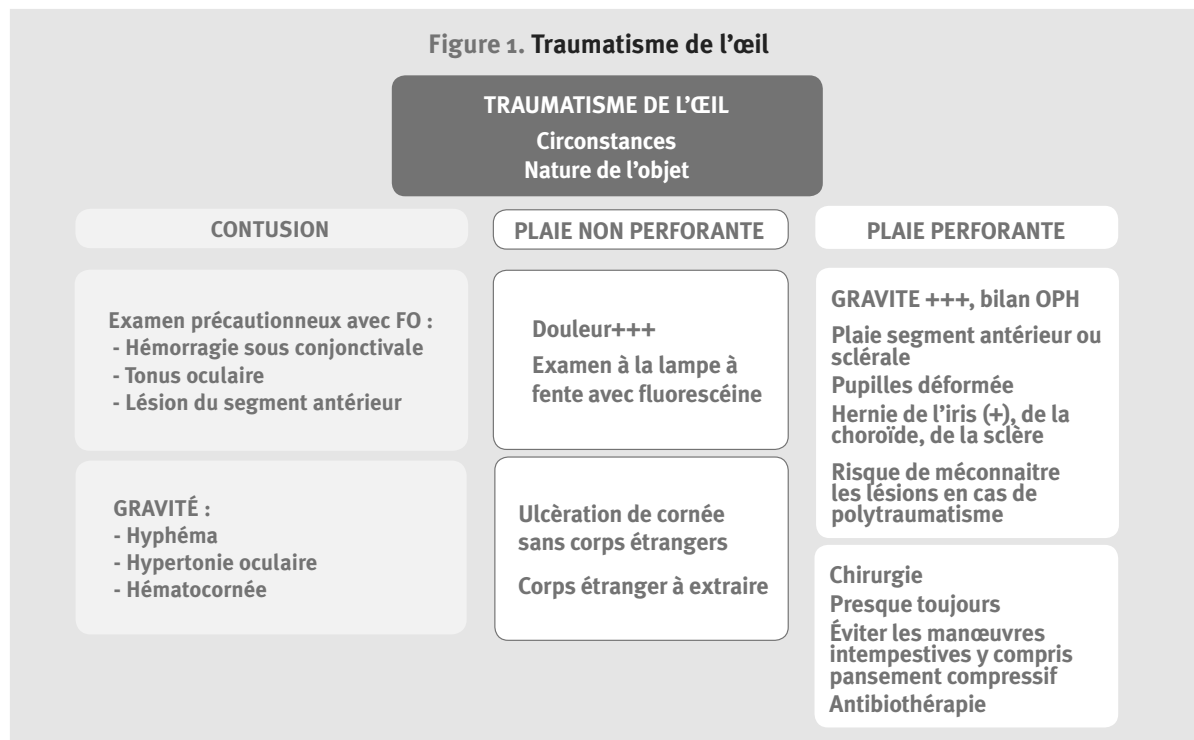 Figure 1. Traumatisme de l’œil
TRAUMATISME DE L’ŒIL
Circonstances
Nature de l’objet
CONTUSION
Examen précautionneux avec FO :
- Hémorragie sous conjonctivale
- Tonus oculaire
- Lésion du segment antérieur
GRAVITÉ :
- Hyphéma
- Hypertonie oculaire
- Hématocornée
PLAIE NON PERFORANTE
Douleur+++
Examen à la lampe à
fente avec fluorescéine
Ulcèration de cornée
sans corps étrangers
Corps étranger à extraire
PLAIE PERFORANTE
GRAVITE +++, bilan OPH
Plaie segment antérieur ou
sclérale
Pupilles déformée
Hernie de l’iris (+), de la
choroïde, de la sclère
Risque de méconnaitre
les lésions en cas de
polytraumatisme
Chirurgie
Presque toujours
Éviter les manœuvres
intempestives y compris
pansement compressif
Antibiothérapie